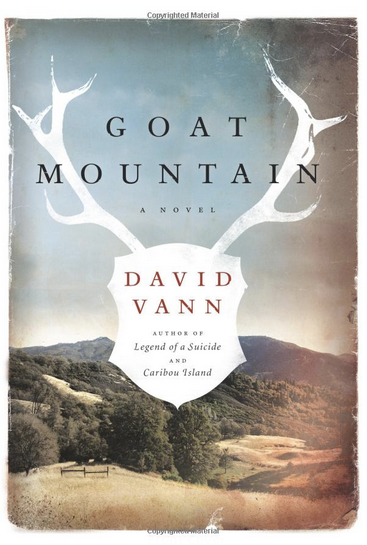 Copyrighted Material
GOAT
MOUNTAIN
A NOVEL
DAVID
VANN
AUTHOR OF
Legend of a Suicide
AND
Caribou Island
Copyrighted Material